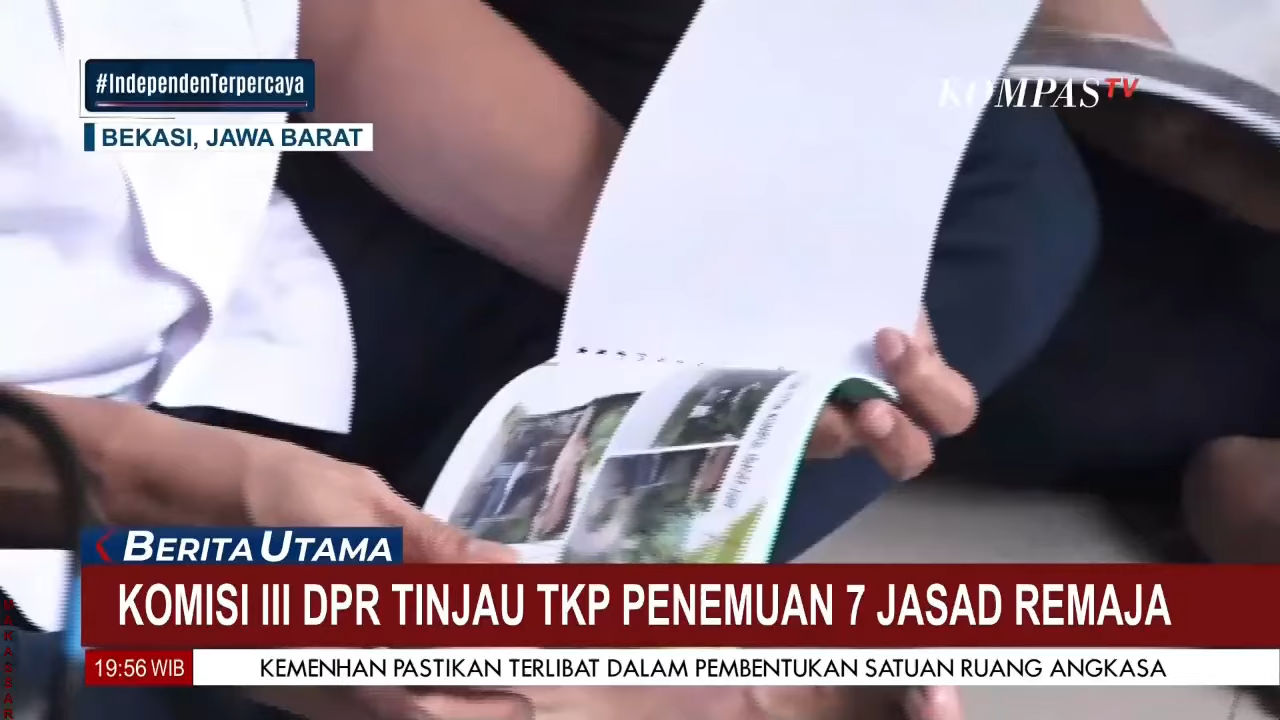 #IndependenTerpercaya
KOMPAS TV
BEKASI, JAWA BARAT
BERITA UTAMA
KOMISI III DPR TINJAU TKP PENEMUAN 7 JASAD REMAJA
19:56 WIB
KEMENHAN PASTIKAN TERLIBAT DALAM PEMBENTUKAN SATUAN RUANG ANGKASA